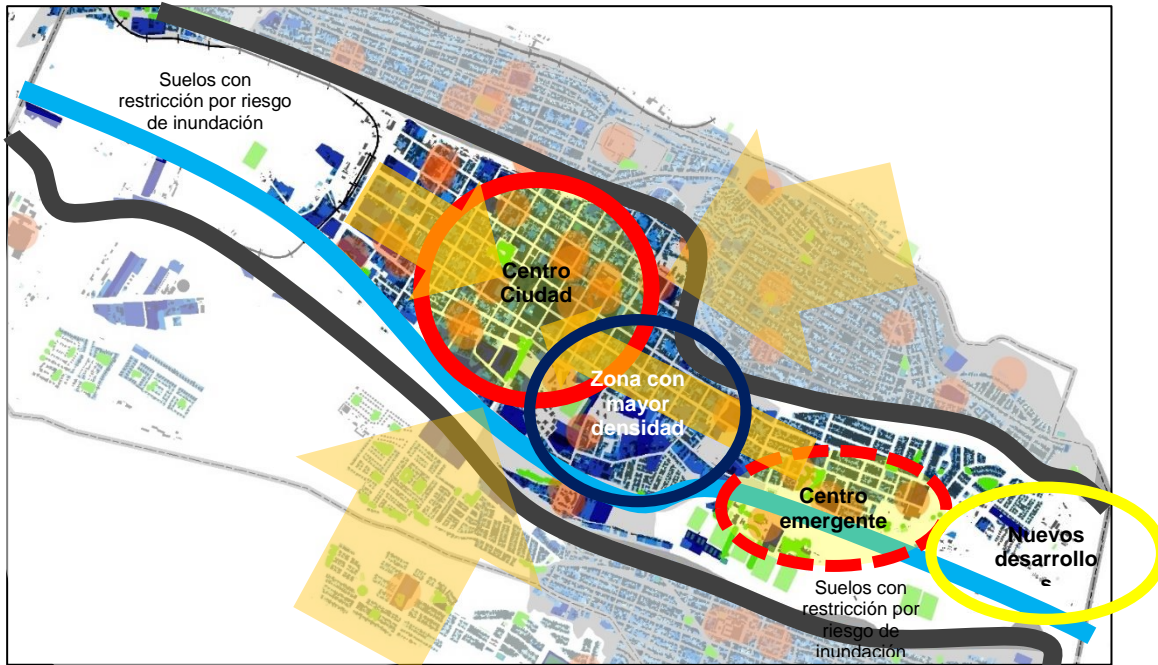 Suelos con
restricción por riesgo
de inundación
Centro
Ciudad
Zona con
mayor
densidad
Centro
emergente
Nuevos
desarrollo
s
Suelos con
restricción por
riesgo de
inundación